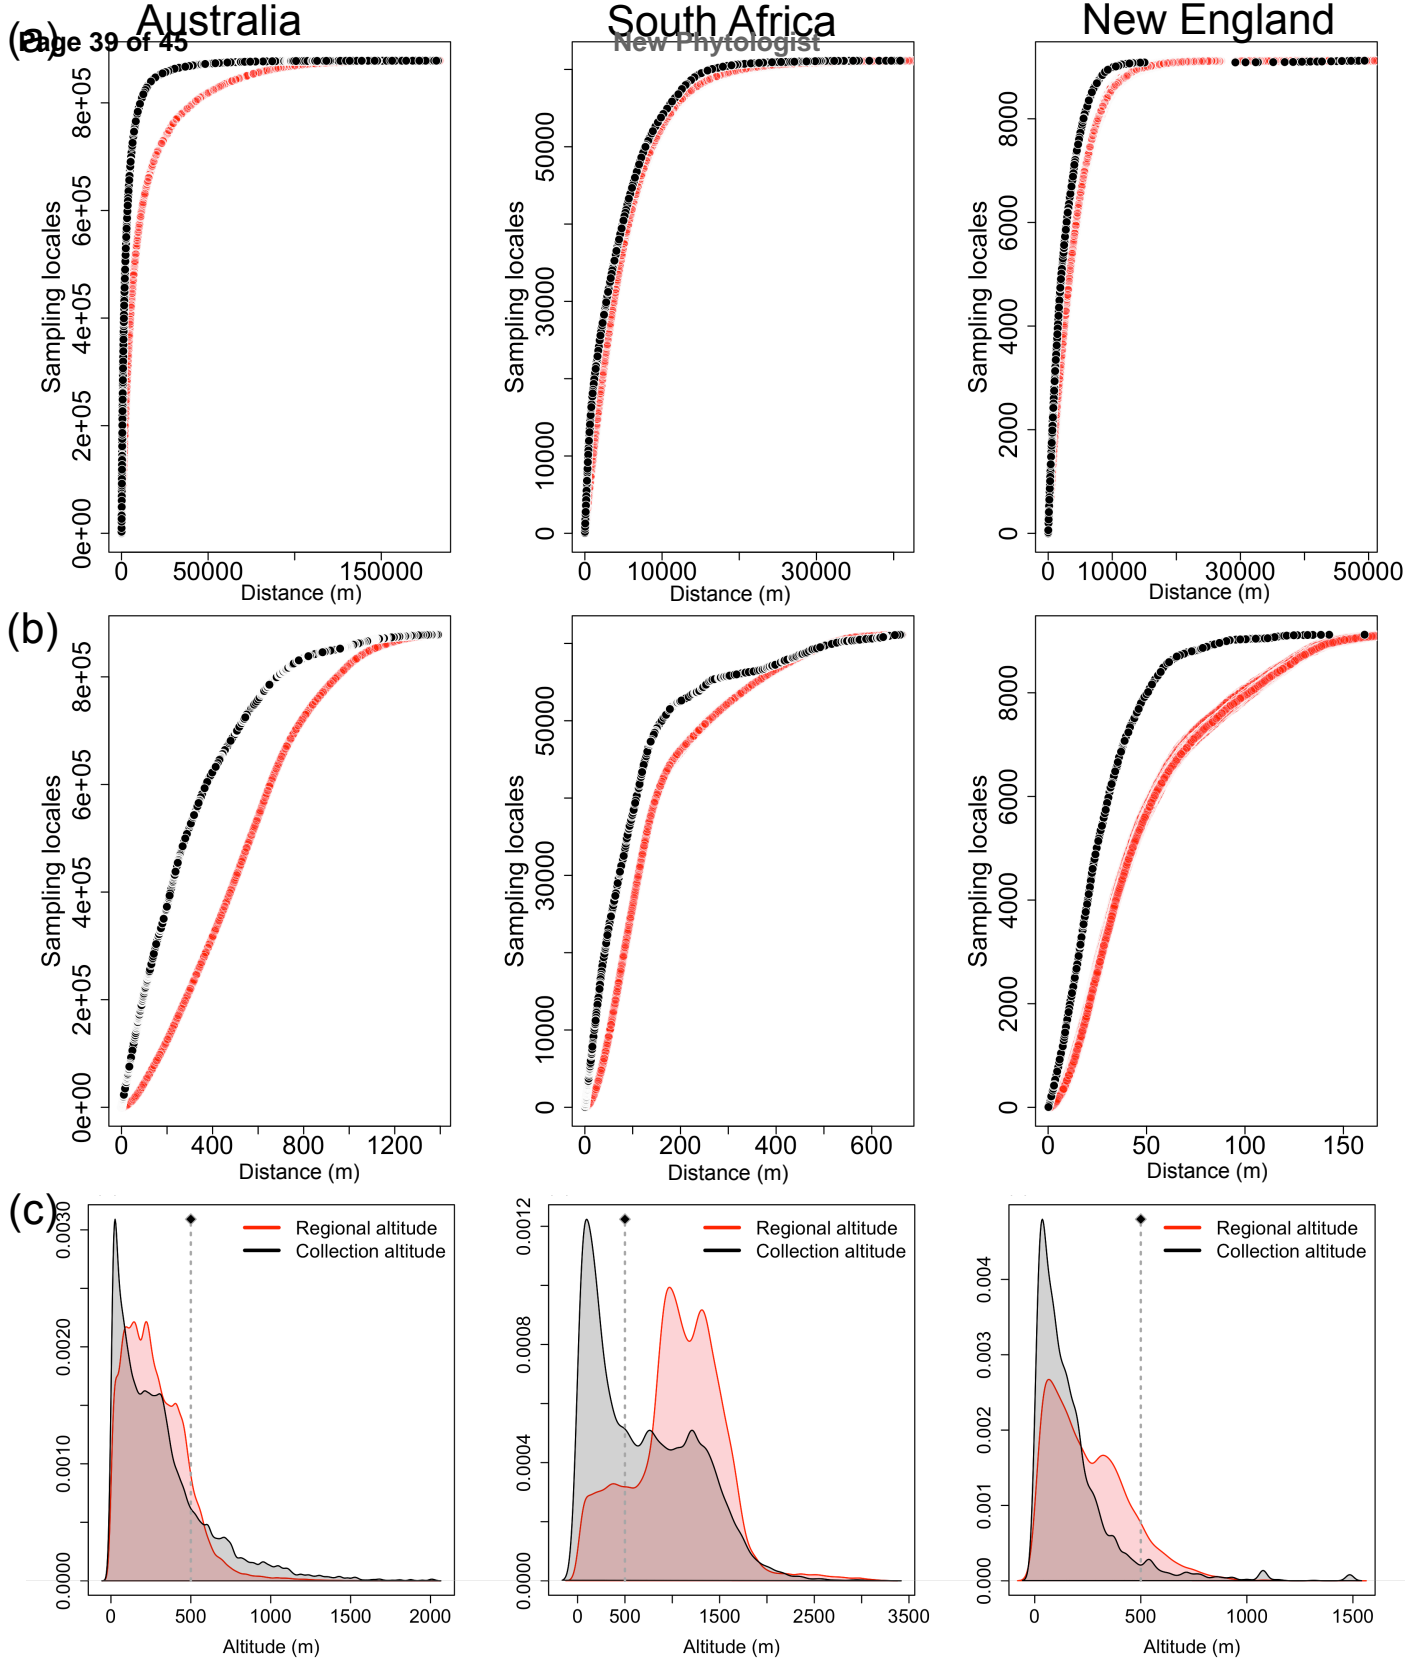 Australia South Africa New England
(a) Page 39 of 45 New Phytologist
Sampling locales
0e+00 2e+05 4e+05 6e+05 8e+05
0 50000 150000
Distance (m)
Sampling locales
0 10000 30000 50000
0 10000 30000
Distance (m)
Sampling locales
0 2000 4000 6000 8000
0 10000 30000 50000
Distance (m)
(b)
Sampling locales
0e+00 2e+05 4e+05 6e+05 8e+05
0 400 800 1200
Distance (m)
Sampling locales
0 10000 30000 50000
0 200 400 600
Distance (m)
Sampling locales
0 2000 4000 6000 8000
0 50 100 150
Distance (m)
(c)
0.0000 0.0010 0.0020 0.0030
Regional altitude
Collection altitude
0 500 1000 1500 2000
Altitude (m)
0.0000 0.0004 0.0008 0.0012
Regional altitude
Collection altitude
0 500 1500 2500 3500
Altitude (m)
0.000 0.001 0.002 0.003 0.004
Regional altitude
Collection altitude
0 500 1000 1500
Altitude (m)